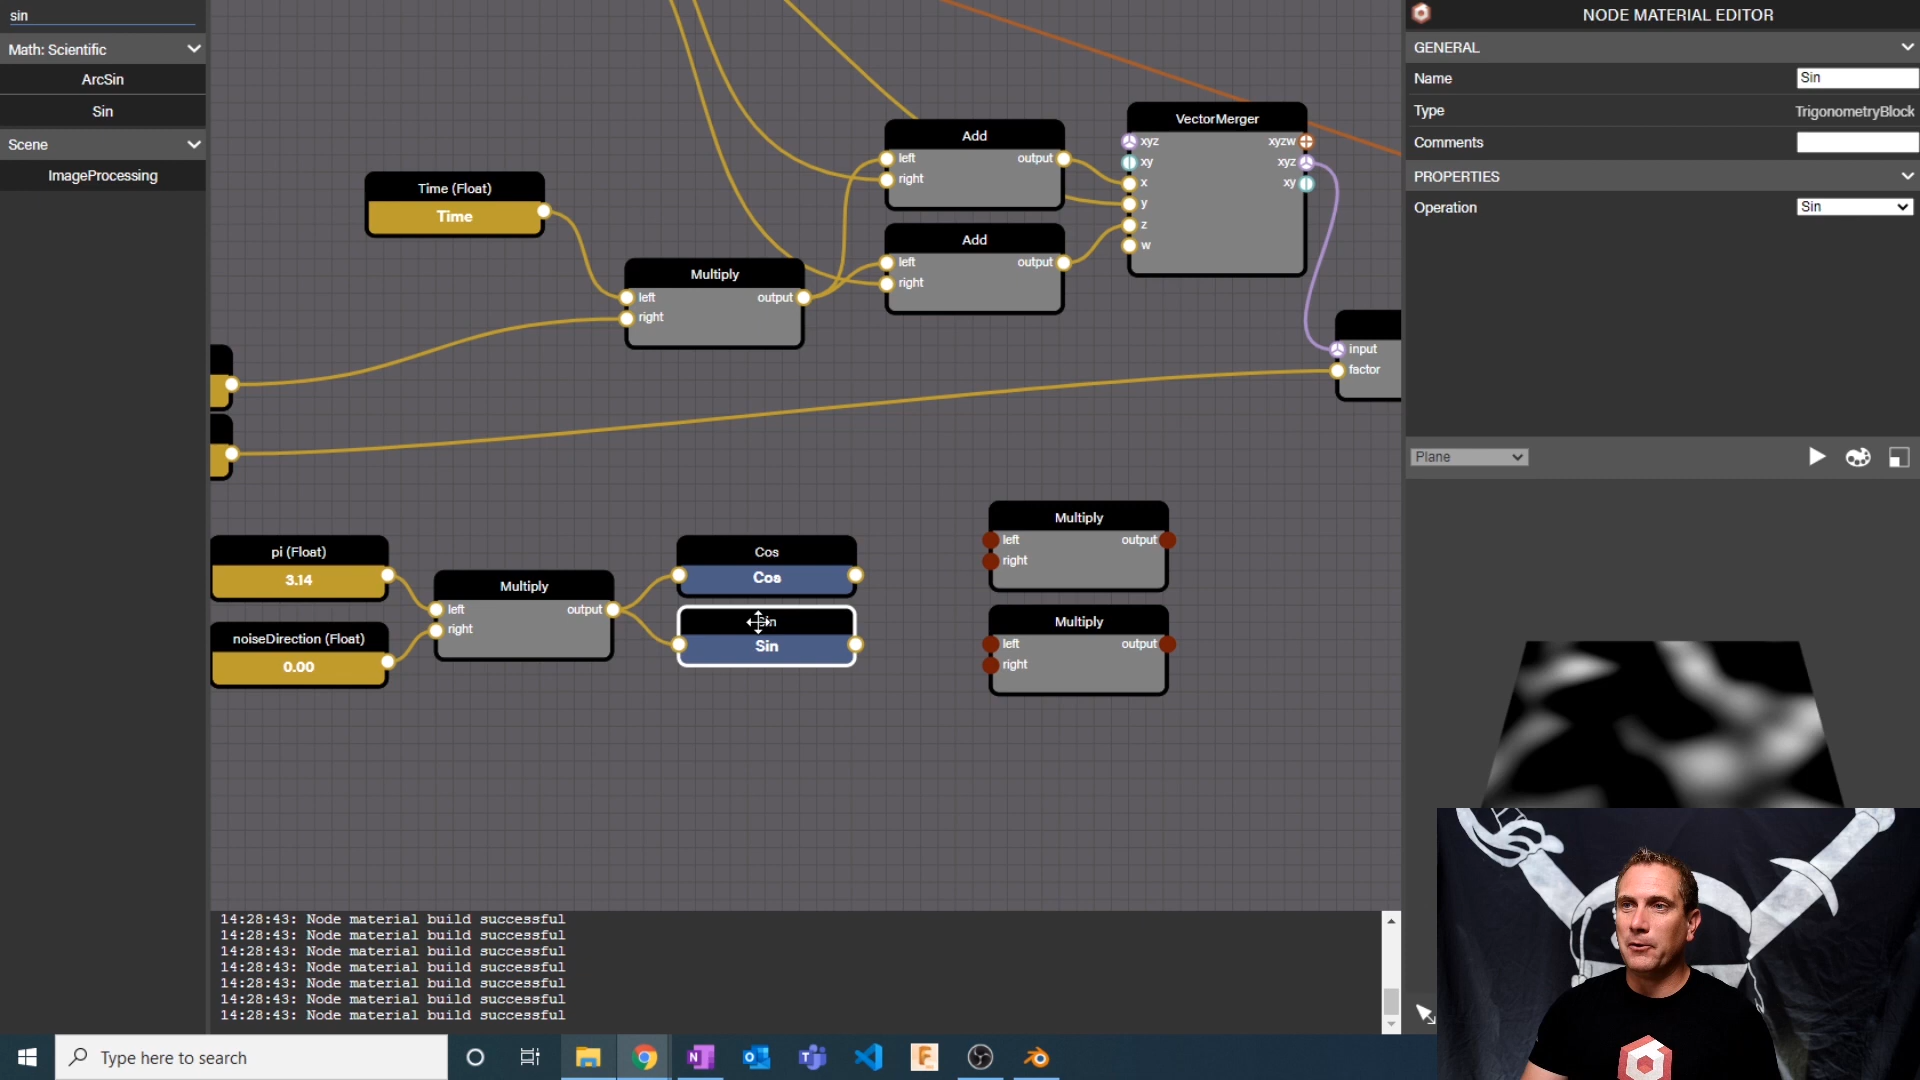 sin
Math: Scientific
ArcSin
Sin
Scene
ImageProcessing
Time (Float)
Time
Multiply
left
output
right
Add
left
output
right
Add
left
output
right
VectorMerger
xyz
xyzw
xy
xyz
x
xy
y
z
w
input
factor
pi (Float)
3.14
noiseDirection (Float)
0.00
Multiply
left
output
right
Cos
Cos
Sin
Multiply
left
output
right
Multiply
left
output
right
14:28:43: Node material build successful
14:28:43: Node material build successful
14:28:43: Node material build successful
14:28:43: Node material build successful
14:28:43: Node material build successful
14:28:43: Node material build successful
14:28:43: Node material build successful
NODE MATERIAL EDITOR
GENERAL
Name
Sin
Type
TrigonometryBlock
Comments
PROPERTIES
Operation
Sin
Plane
Type here to search